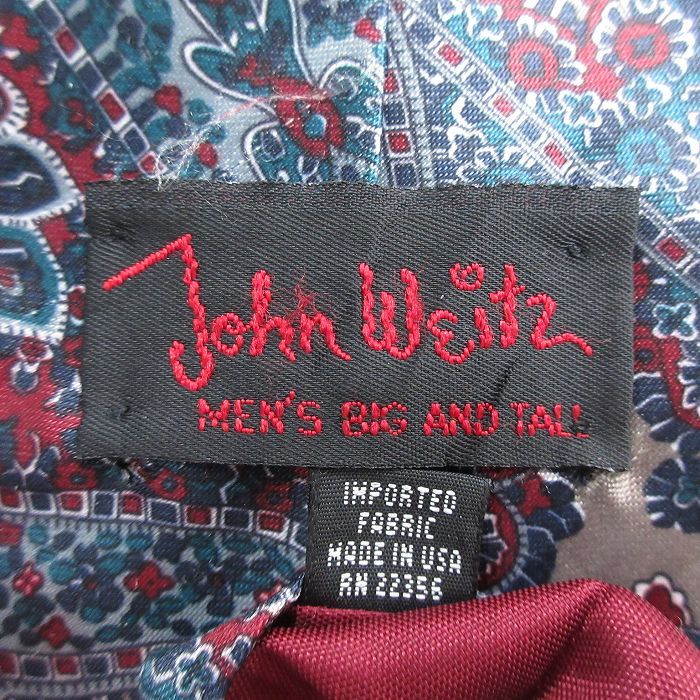 John Weitz
MEN'S BIG AND TALL
IMPORTED
FABRIC
MADE IN USA
RN 22356